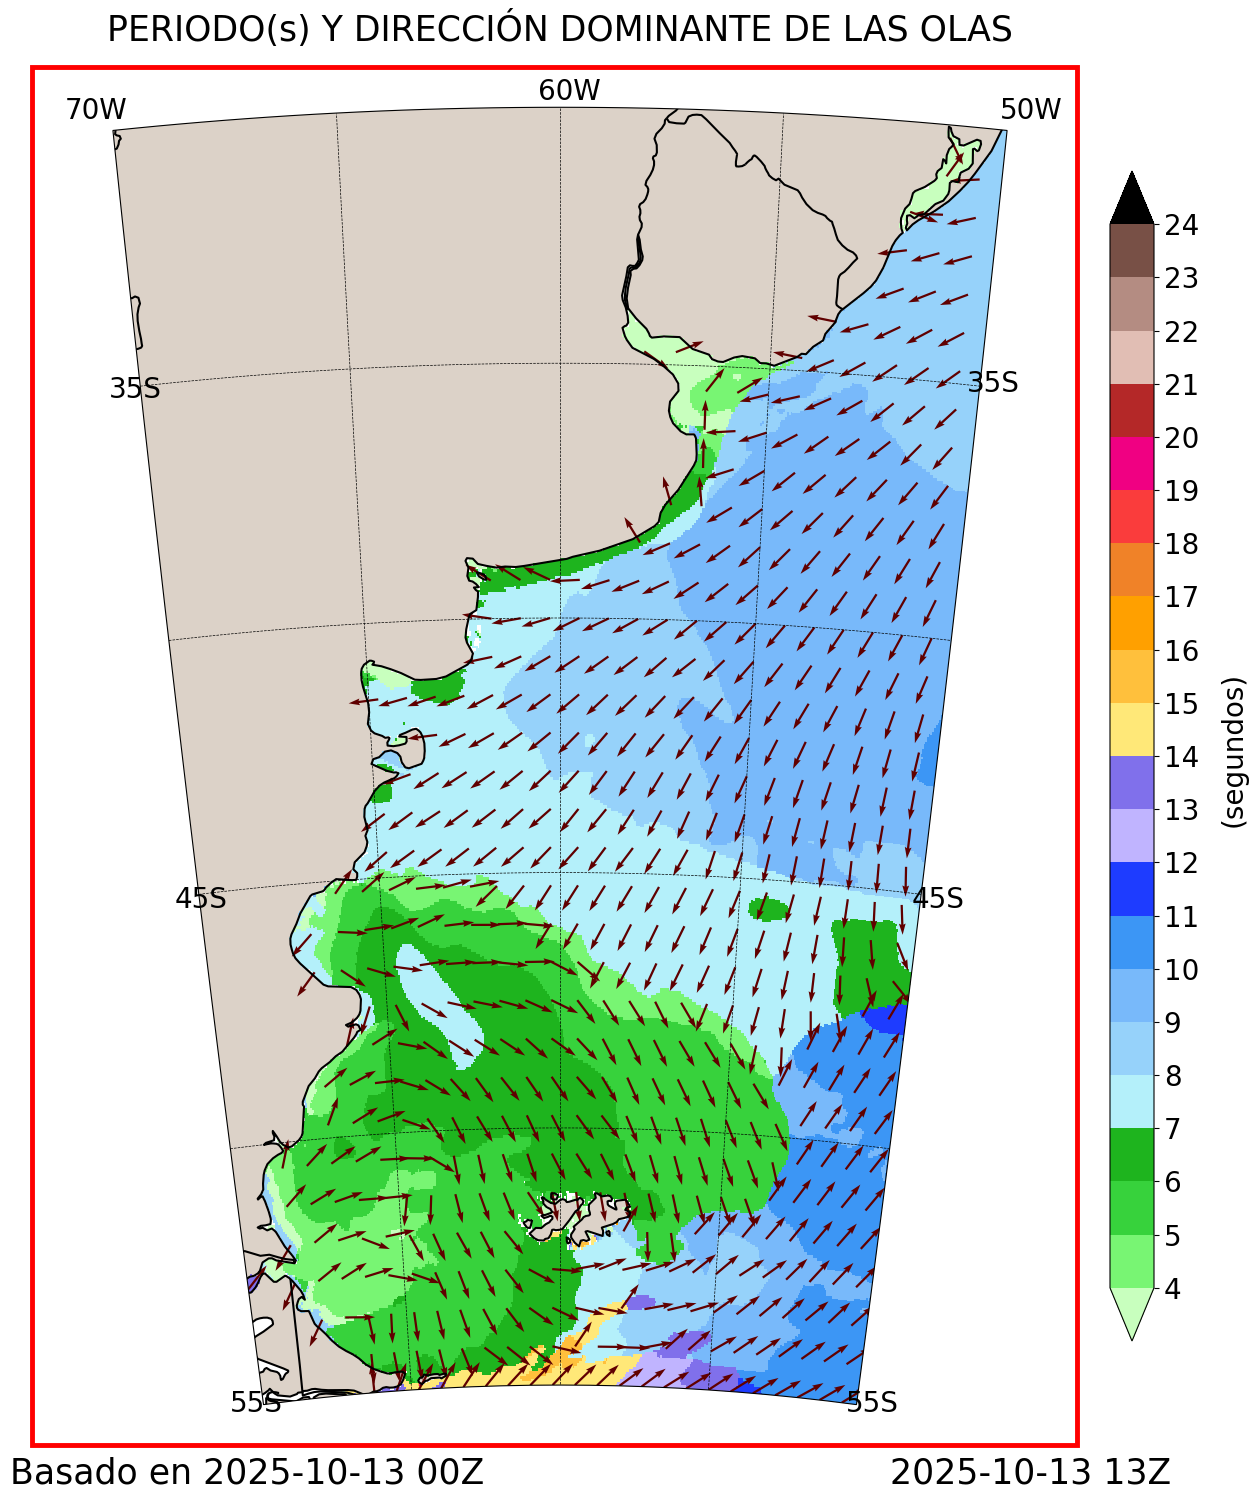 PERIODO(s) Y DIRECCIÓN DOMINANTE DE LAS OLAS
70W
60W
50W
35S
35S
45S
45S
55S
55S
24
23
22
21
20
19
18
17
16
15
14
13
12
11
10
9
8
7
6
5
4
(segundos)
Basado en 2025-10-13 00Z
2025-10-13 13Z